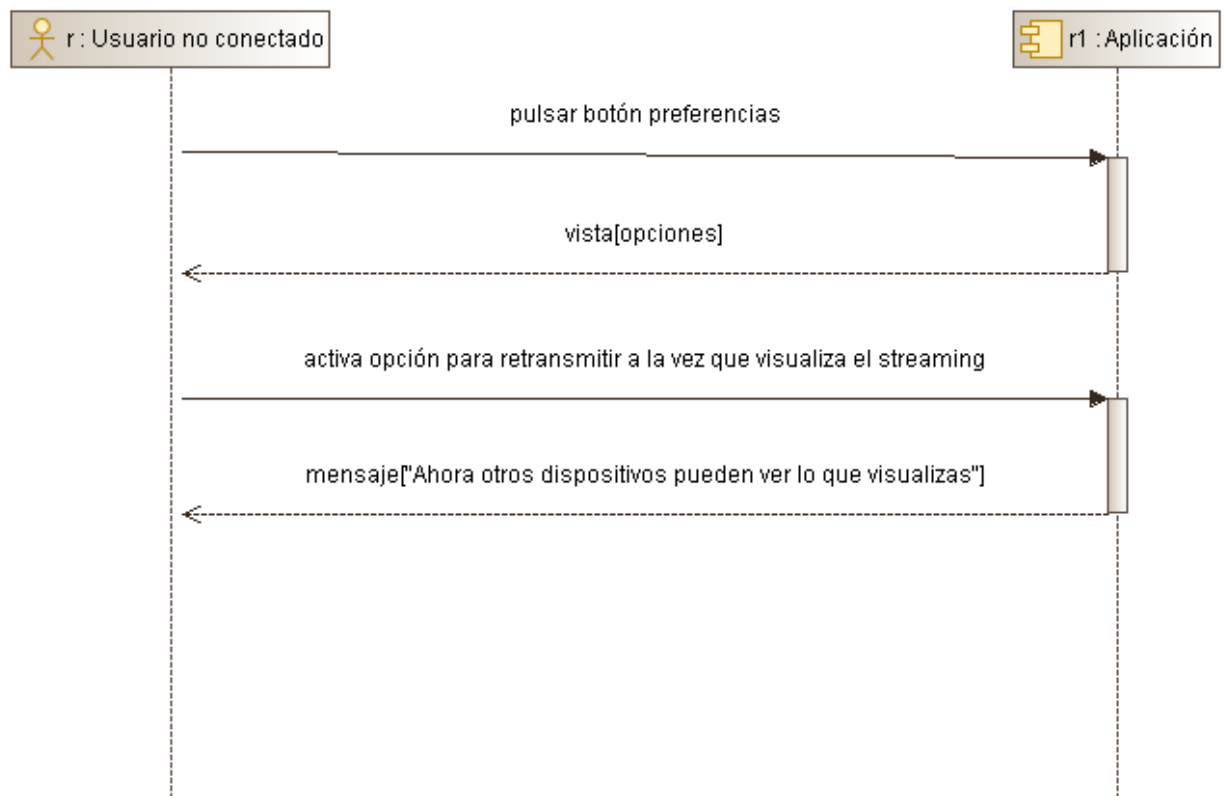 r : Usuario no conectado
r1 : Aplicación
pulsar botón preferencias
vista[opciones]
activa opción para retransmitir a la vez que visualiza el streaming
mensaje["Ahora otros dispositivos pueden ver lo que visualizas"]